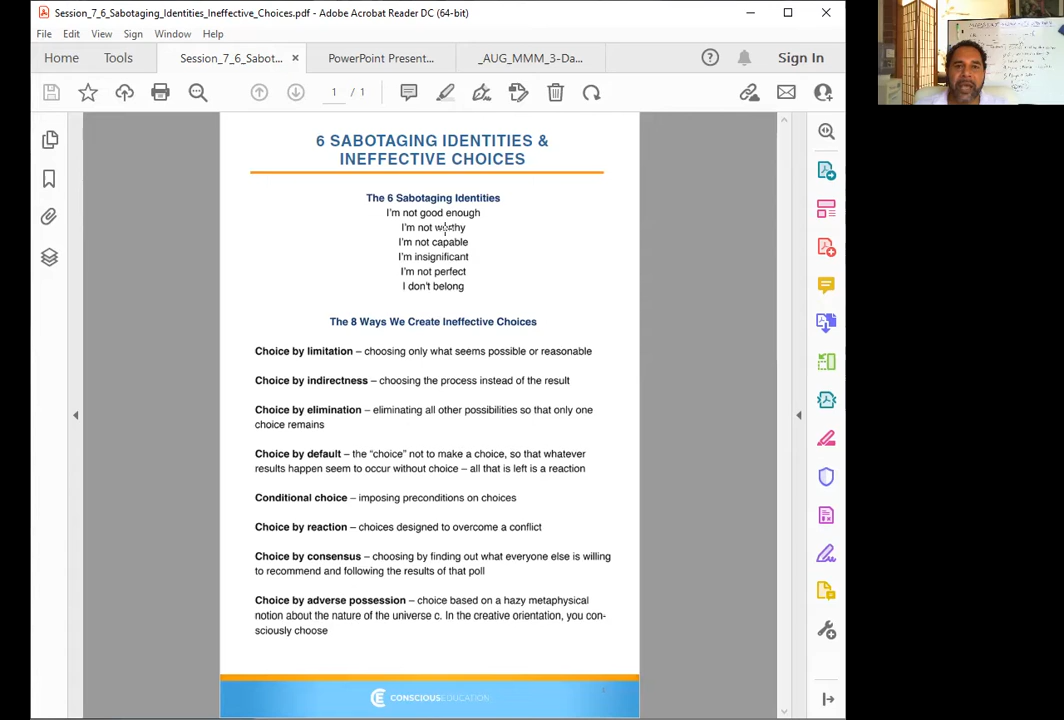 Session_7_6_Sabotaging_Identities_Ineffective_Choices.pdf - Adobe Acrobat Reader DC (64-bit)
File Edit View Sign Window Help
Home Tools Session_7_6_Sabot... × PowerPoint Present... _AUG_MMM_3-Da... Sign In
1 / 1
6 SABOTAGING IDENTITIES &
INEFFECTIVE CHOICES
The 6 Sabotaging Identities
I'm not good enough
I'm not worthy
I'm not capable
I'm insignificant
I'm not perfect
I don't belong
The 8 Ways We Create Ineffective Choices
Choice by limitation – choosing only what seems possible or reasonable
Choice by indirectness – choosing the process instead of the result
Choice by elimination – eliminating all other possibilities so that only one
choice remains
Choice by default – the “choice” not to make a choice, so that whatever
results happen seem to occur without choice – all that is left is a reaction
Conditional choice – imposing preconditions on choices
Choice by reaction – choices designed to overcome a conflict
Choice by consensus – choosing by finding out what everyone else is willing
to recommend and following the results of that poll
Choice by adverse possession – choice based on a hazy metaphysical
notion about the nature of the universe c. In the creative orientation, you con-
sciously choose
CONSCIOUSEDUCATION